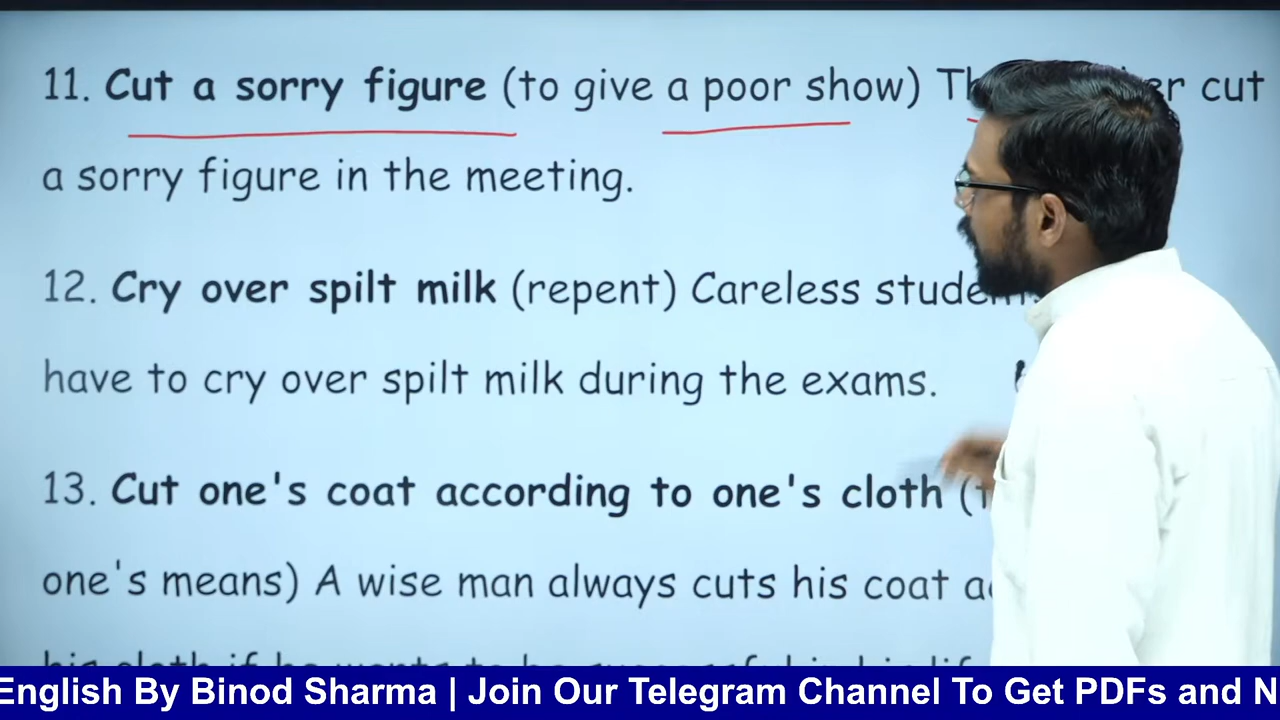 11. Cut a sorry figure (to give a poor show) cut
a sorry figure in the meeting.
12. Cry over spilt milk (repent) Careless
have to cry over spilt milk during the exams.
13. Cut one's coat according to one's cloth
one's means) A wise man always cuts his coat
English By Binod Sharma | Join Our Telegram Channel To Get PDFs and N